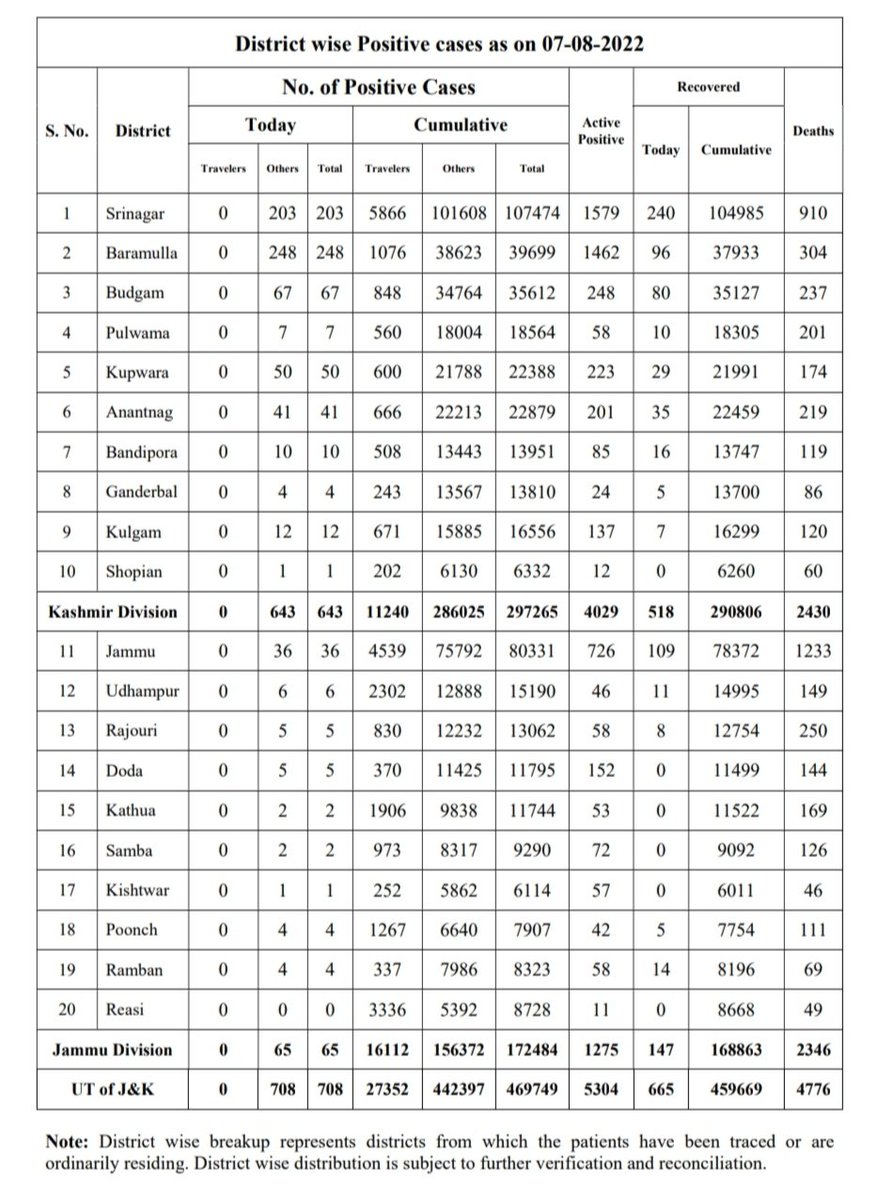 District wise Positive cases as on 07-08-2022
S. No. District No. of Positive Cases Active Positive Recovered Deaths
Today Cumulative Today Cumulative
Travelers Others Total Travelers Others Total
1 Srinagar 0 203 203 5866 101608 107474 1579 240 104985 910
2 Baramulla 0 248 248 1076 38623 39699 1462 96 37933 304
3 Budgam 0 67 67 848 34764 35612 248 80 35127 237
4 Pulwama 0 7 7 560 18004 18564 58 10 18305 201
5 Kupwara 0 50 50 600 21788 22388 223 29 21991 174
6 Anantnag 0 41 41 666 22213 22879 201 35 22459 219
7 Bandipora 0 10 10 508 13443 13951 85 16 13747 119
8 Ganderbal 0 4 4 243 13567 13810 24 5 13700 86
9 Kulgam 0 12 12 671 15885 16556 137 7 16299 120
10 Shopian 0 1 1 202 6130 6332 12 0 6260 60
Kashmir Division 0 643 643 11240 286025 297265 4029 518 290806 2430
11 Jammu 0 36 36 4539 75792 80331 726 109 78372 1233
12 Udhampur 0 6 6 2302 12888 15190 46 11 14995 149
13 Rajouri 0 5 5 830 12232 13062 58 8 12754 250
14 Doda 0 5 5 370 11425 11795 152 0 11499 144
15 Kathua 0 2 2 1906 9838 11744 53 0 11522 169
16 Samba 0 2 2 973 8317 9290 72 0 9092 126
17 Kishtwar 0 1 1 252 5862 6114 57 0 6011 46
18 Poonch 0 4 4 1267 6640 7907 42 5 7754 111
19 Ramban 0 4 4 337 7986 8323 58 14 8196 69
20 Reasi 0 0 0 3336 5392 8728 11 0 8668 49
Jammu Division 0 65 65 16112 156372 172484 1275 147 168863 2346
UT of J&K 0 708 708 27352 442397 469749 5304 665 459669 4776
Note: District wise breakup represents districts from which the patients have been traced or are
ordinarily residing. District wise distribution is subject to further verification and reconciliation.